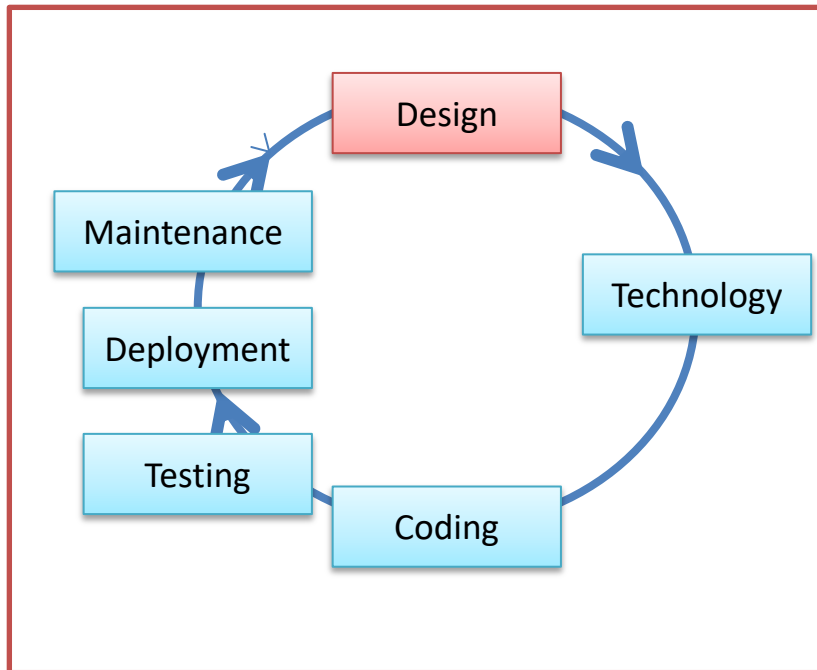 Design
Technology
Coding
Testing
Deployment
Maintenance